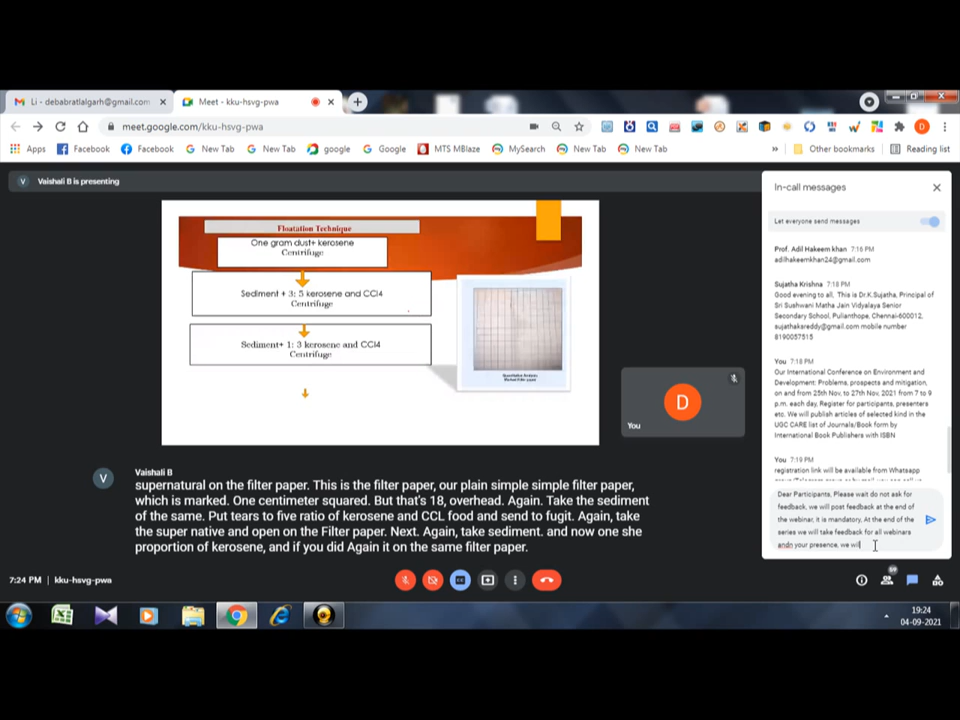 Li - debabratlalgarh@gmail.com
Meet - kku-hsvg-pwa
meet.google.com/kku-hsvg-pwa
D
Apps
Facebook
Facebook
New Tab
New Tab
google
Google
MTS MBlaze
MySearch
New Tab
New Tab
»
Other bookmarks
Reading list
V
Vaishali B is presenting
Floatation Technique
One gram dust+ kerosene
Centrifuge
Sediment + 3: 5 kerosene and CCl4
Centrifuge
Sediment+ 1: 3 kerosene and CCl4
Centrifuge
Quantitative Analysis
Marked Filter paper
D
You
V
Vaishali B
supernatural on the filter paper. This is the filter paper, our plain simple simple filter paper,
which is marked. One centimeter squared. But that's 18, overhead. Again. Take the sediment
of the same. Put tears to five ratio of kerosene and CCL food and send to fugit. Again, take
the super native and open on the Filter paper. Next. Again, take sediment. and now one she
proportion of kerosene, and if you did Again it on the same filter paper.
In-call messages
Let everyone send messages
Prof. Adil Hakeem khan 7:16 PM
adilhakeemkhan24@gmail.com
Sujatha Krishna 7:18 PM
Good evening to all, This is Dr.K.Sujatha, Principal of
Sri Sushwani Matha Jain Vidyalaya Senior
Secondary School, Pulianthope, Chennai-600012.
sujathaksreddy@gmail.com mobile number
8190057515
You 7:18 PM
Our International Conference on Environment and
Development: Problems, prospects and mitigation,
on and from 25th Nov, to 27th Nov, 2021 from 7 to 9
p.m. each day, Register for participants, presenters
etc. We will publish articles of selected kind in the
UGC CARE list of Journals/Book form by
International Book Publishers with ISBN
You 7:19 PM
registration link will be available from Whatsapp
Dear Participants, Please wait do not ask for
feedback, we will post feedback at the end of
the webinar, it is mandatory, At the end of the
series we will take feedback for all webinars
andn your presence, we will
7:24 PM | kku-hsvg-pwa
59
19:24
04-09-2021